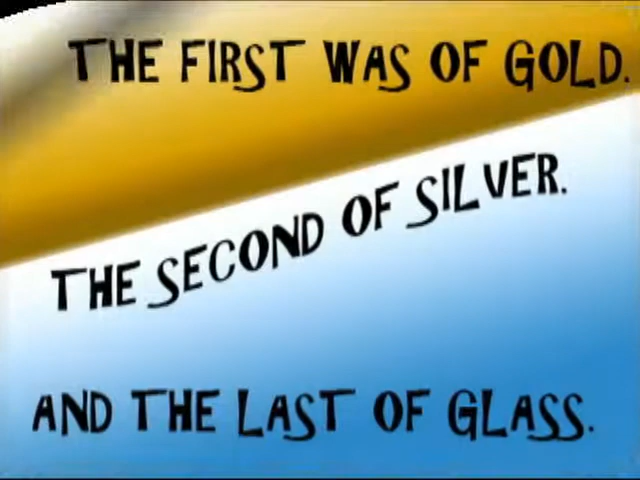 THE FIRST WAS OF GOLD.
THE SECOND OF SILVER.
AND THE LAST OF GLASS.